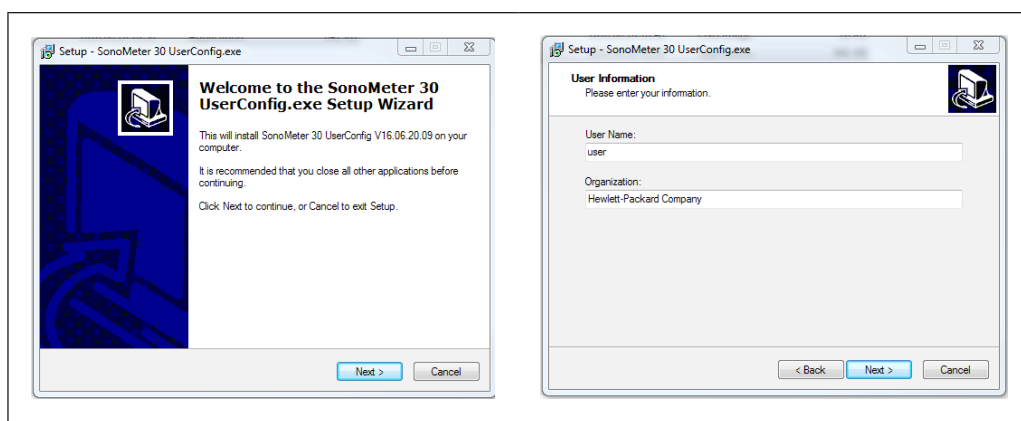 Setup - SonoMeter 30 UserConfig.exe
Welcome to the SonoMeter 30
UserConfig.exe Setup Wizard
This will install SonoMeter 30 UserConfig V16.06.20.09 on your
computer.
It is recommended that you close all other applications before
continuing.
Click Next to continue, or Cancel to exit Setup.
Next >
Cancel
Setup - SonoMeter 30 UserConfig.exe
User Information
Please enter your information.
User Name:
user
Organization:
Hewlett-Packard Company
< Back
Next >
Cancel